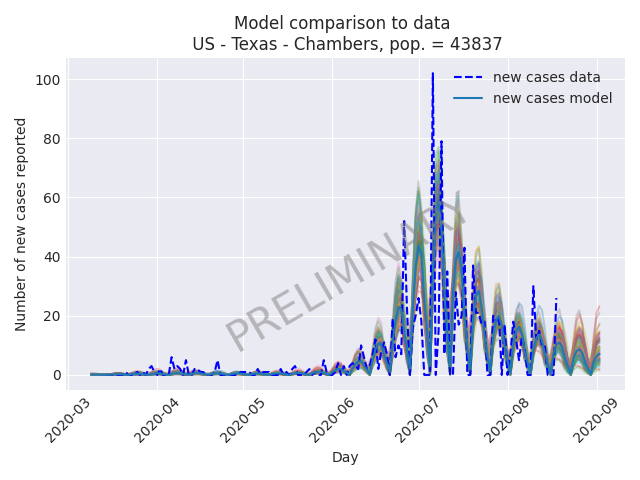 Model comparison to data
US - Texas - Chambers, pop. = 43837
new cases data
new cases model
100
80
60
40
20
0
Number of new cases reported
PRELIMINARY
2020-03
2020-04
2020-05
2020-06
2020-07
2020-08
2020-09
Day